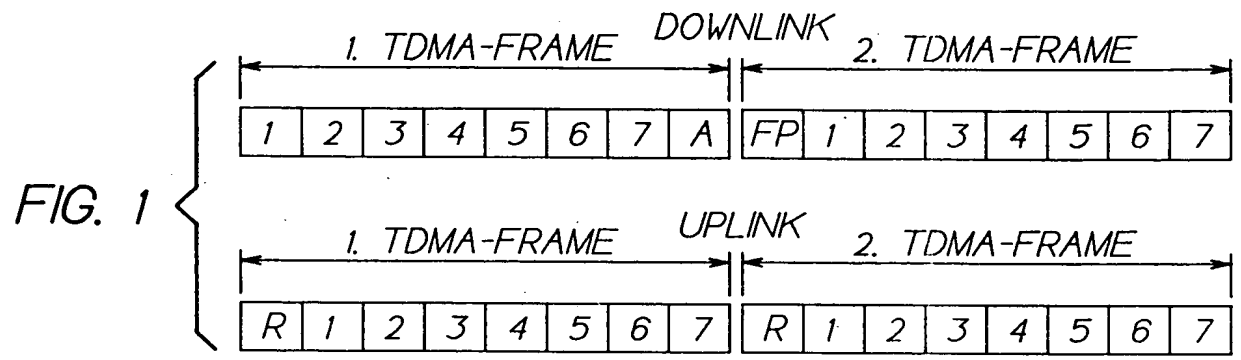 DOWNLINK
1. TDMA-FRAME 2. TDMA-FRAME
1 2 3 4 5 6 7 A FP 1 2 3 4 5 6 7
FIG. 1
UPLINK
1. TDMA-FRAME 2. TDMA-FRAME
R 1 2 3 4 5 6 7 R 1 2 3 4 5 6 7